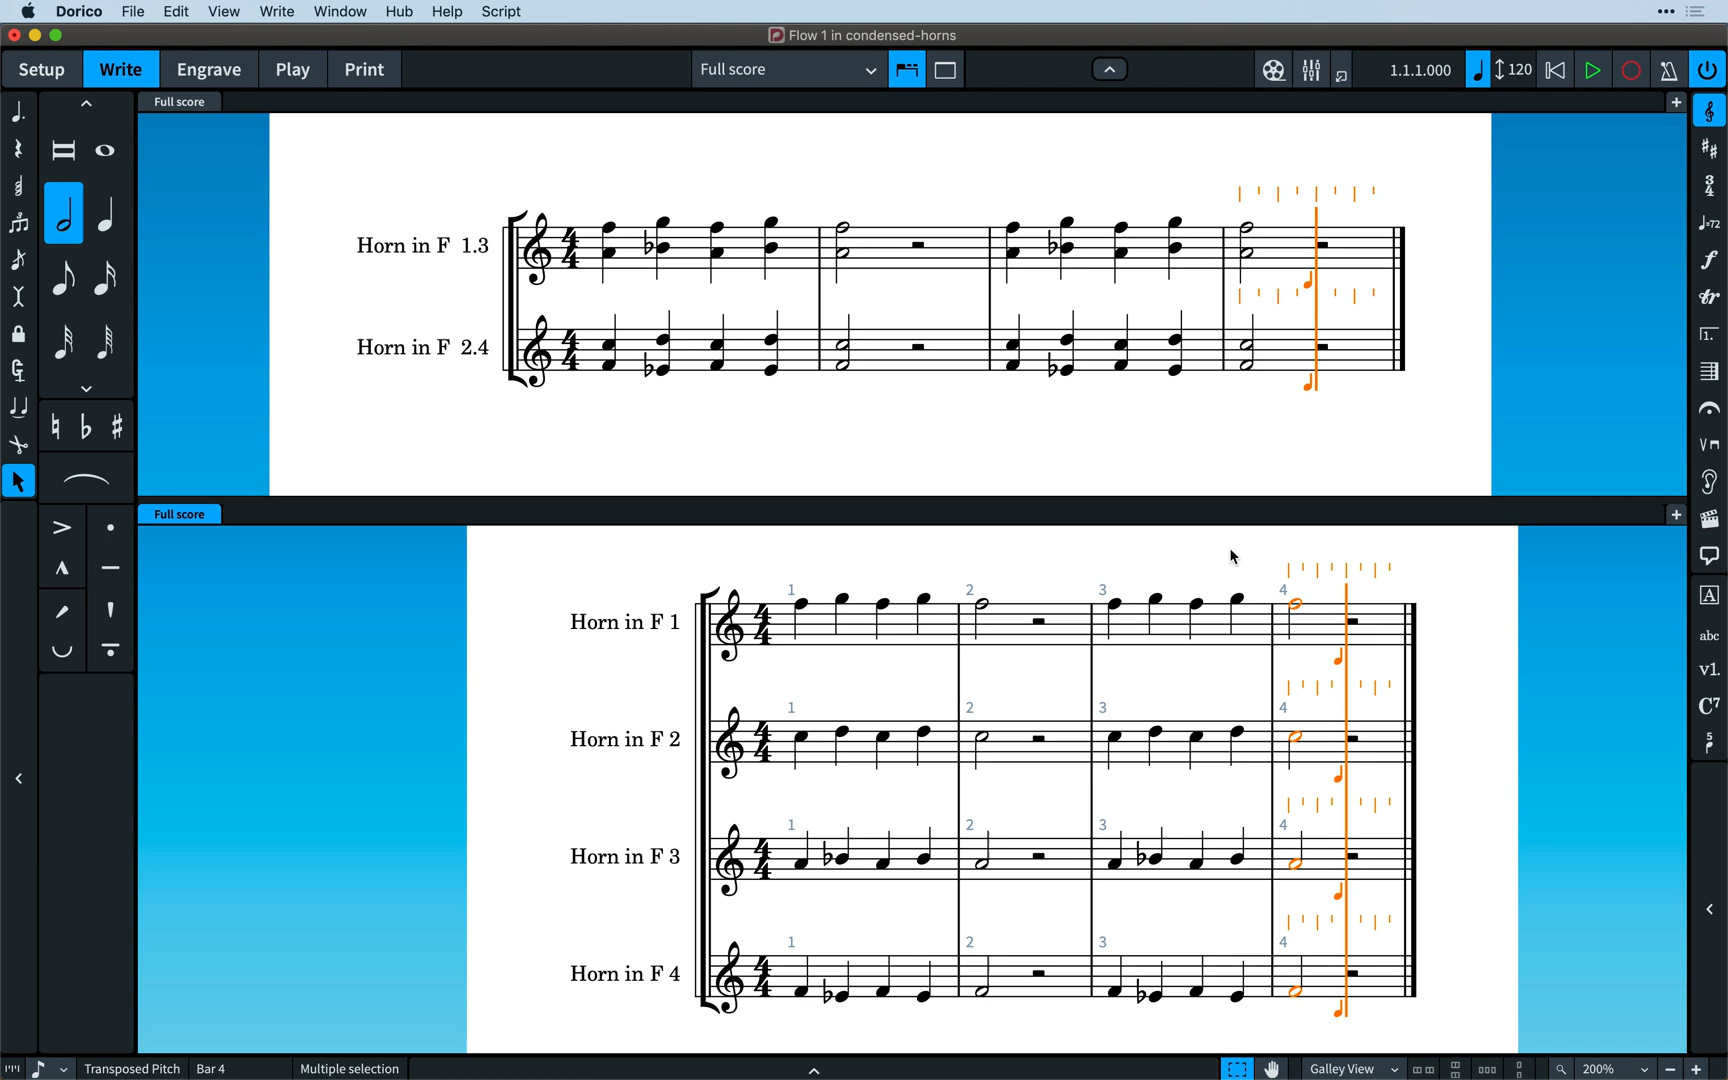 Dorico File Edit View Write Window Hub Help Script
Flow 1 in condensed-horns
Setup Write Engrave Play Print Full score 1.1.1.000 120
Full score
Horn in F 1.3
Horn in F 2.4
Full score
1 2 3 4
Horn in F 1
1 2 3 4
Horn in F 2
1 2 3 4
Horn in F 3
1 2 3 4
Horn in F 4
=72
abc
v1.
C7
5
Transposed Pitch Bar 4 Multiple selection Galley View 200%